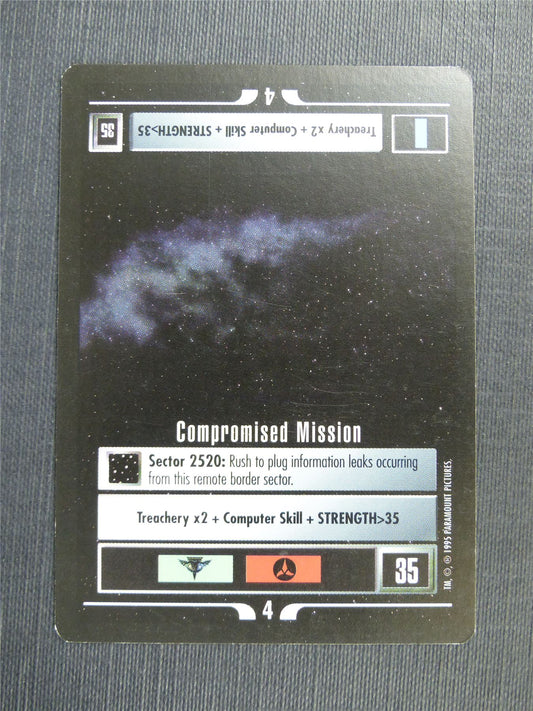 4
35
Treachery x2 + Computer Skill + STRENGTH>35
Compromised Mission
Sector 2520: Rush to plug information leaks occurring
from this remote border sector.
Treachery x2 + Computer Skill + STRENGTH>35
35
4
TM, ©, ® 1995 PARAMOUNT PICTURES.